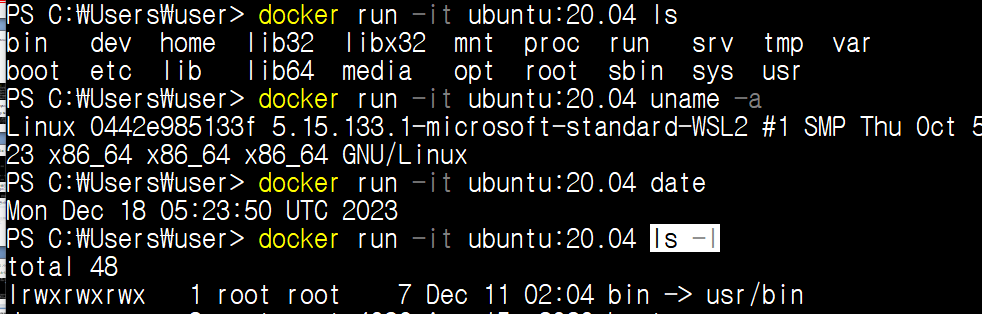 PS C:₩Users₩user> docker run -it ubuntu:20.04 ls
bin dev home lib32 libx32 mnt proc run srv tmp var
boot etc lib lib64 media opt root sbin sys usr
PS C:₩Users₩user> docker run -it ubuntu:20.04 uname -a
Linux 0442e985133f 5.15.133.1-microsoft-standard-WSL2 #1 SMP Thu Oct 5
23 x86_64 x86_64 x86_64 GNU/Linux
PS C:₩Users₩user> docker run -it ubuntu:20.04 date
Mon Dec 18 05:23:50 UTC 2023
PS C:₩Users₩user> docker run -it ubuntu:20.04 ls -l
total 48
lrwxrwxrwx 1 root root 7 Dec 11 02:04 bin -> usr/bin